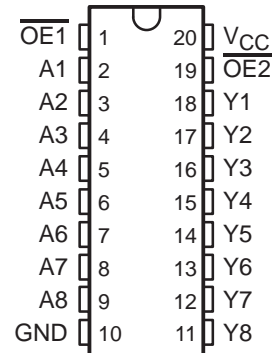 O̅E̅1̅ 1 20 VCC
A1 2 19 O̅E̅2̅
A2 3 18 Y1
A3 4 17 Y2
A4 5 16 Y3
A5 6 15 Y4
A6 7 14 Y5
A7 8 13 Y6
A8 9 12 Y7
GND 10 11 Y8